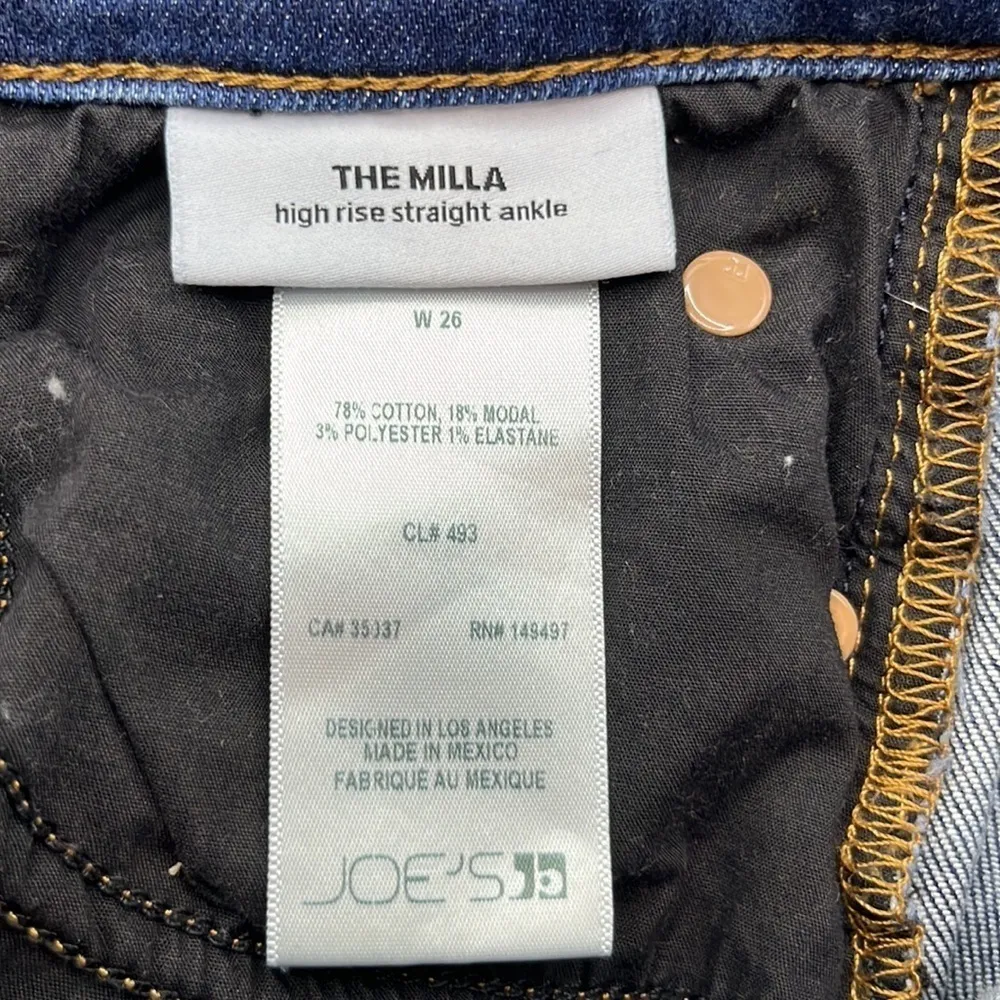 THE MILLA
high rise straight ankle
W 26
78% COTTON, 18% MODAL
3% POLYESTER 1% ELASTANE
CL# 493
CA# 35037 RN# 149497
DESIGNED IN LOS ANGELES
MADE IN MEXICO
FABRIQUÉ AU MEXIQUE
JOE'S